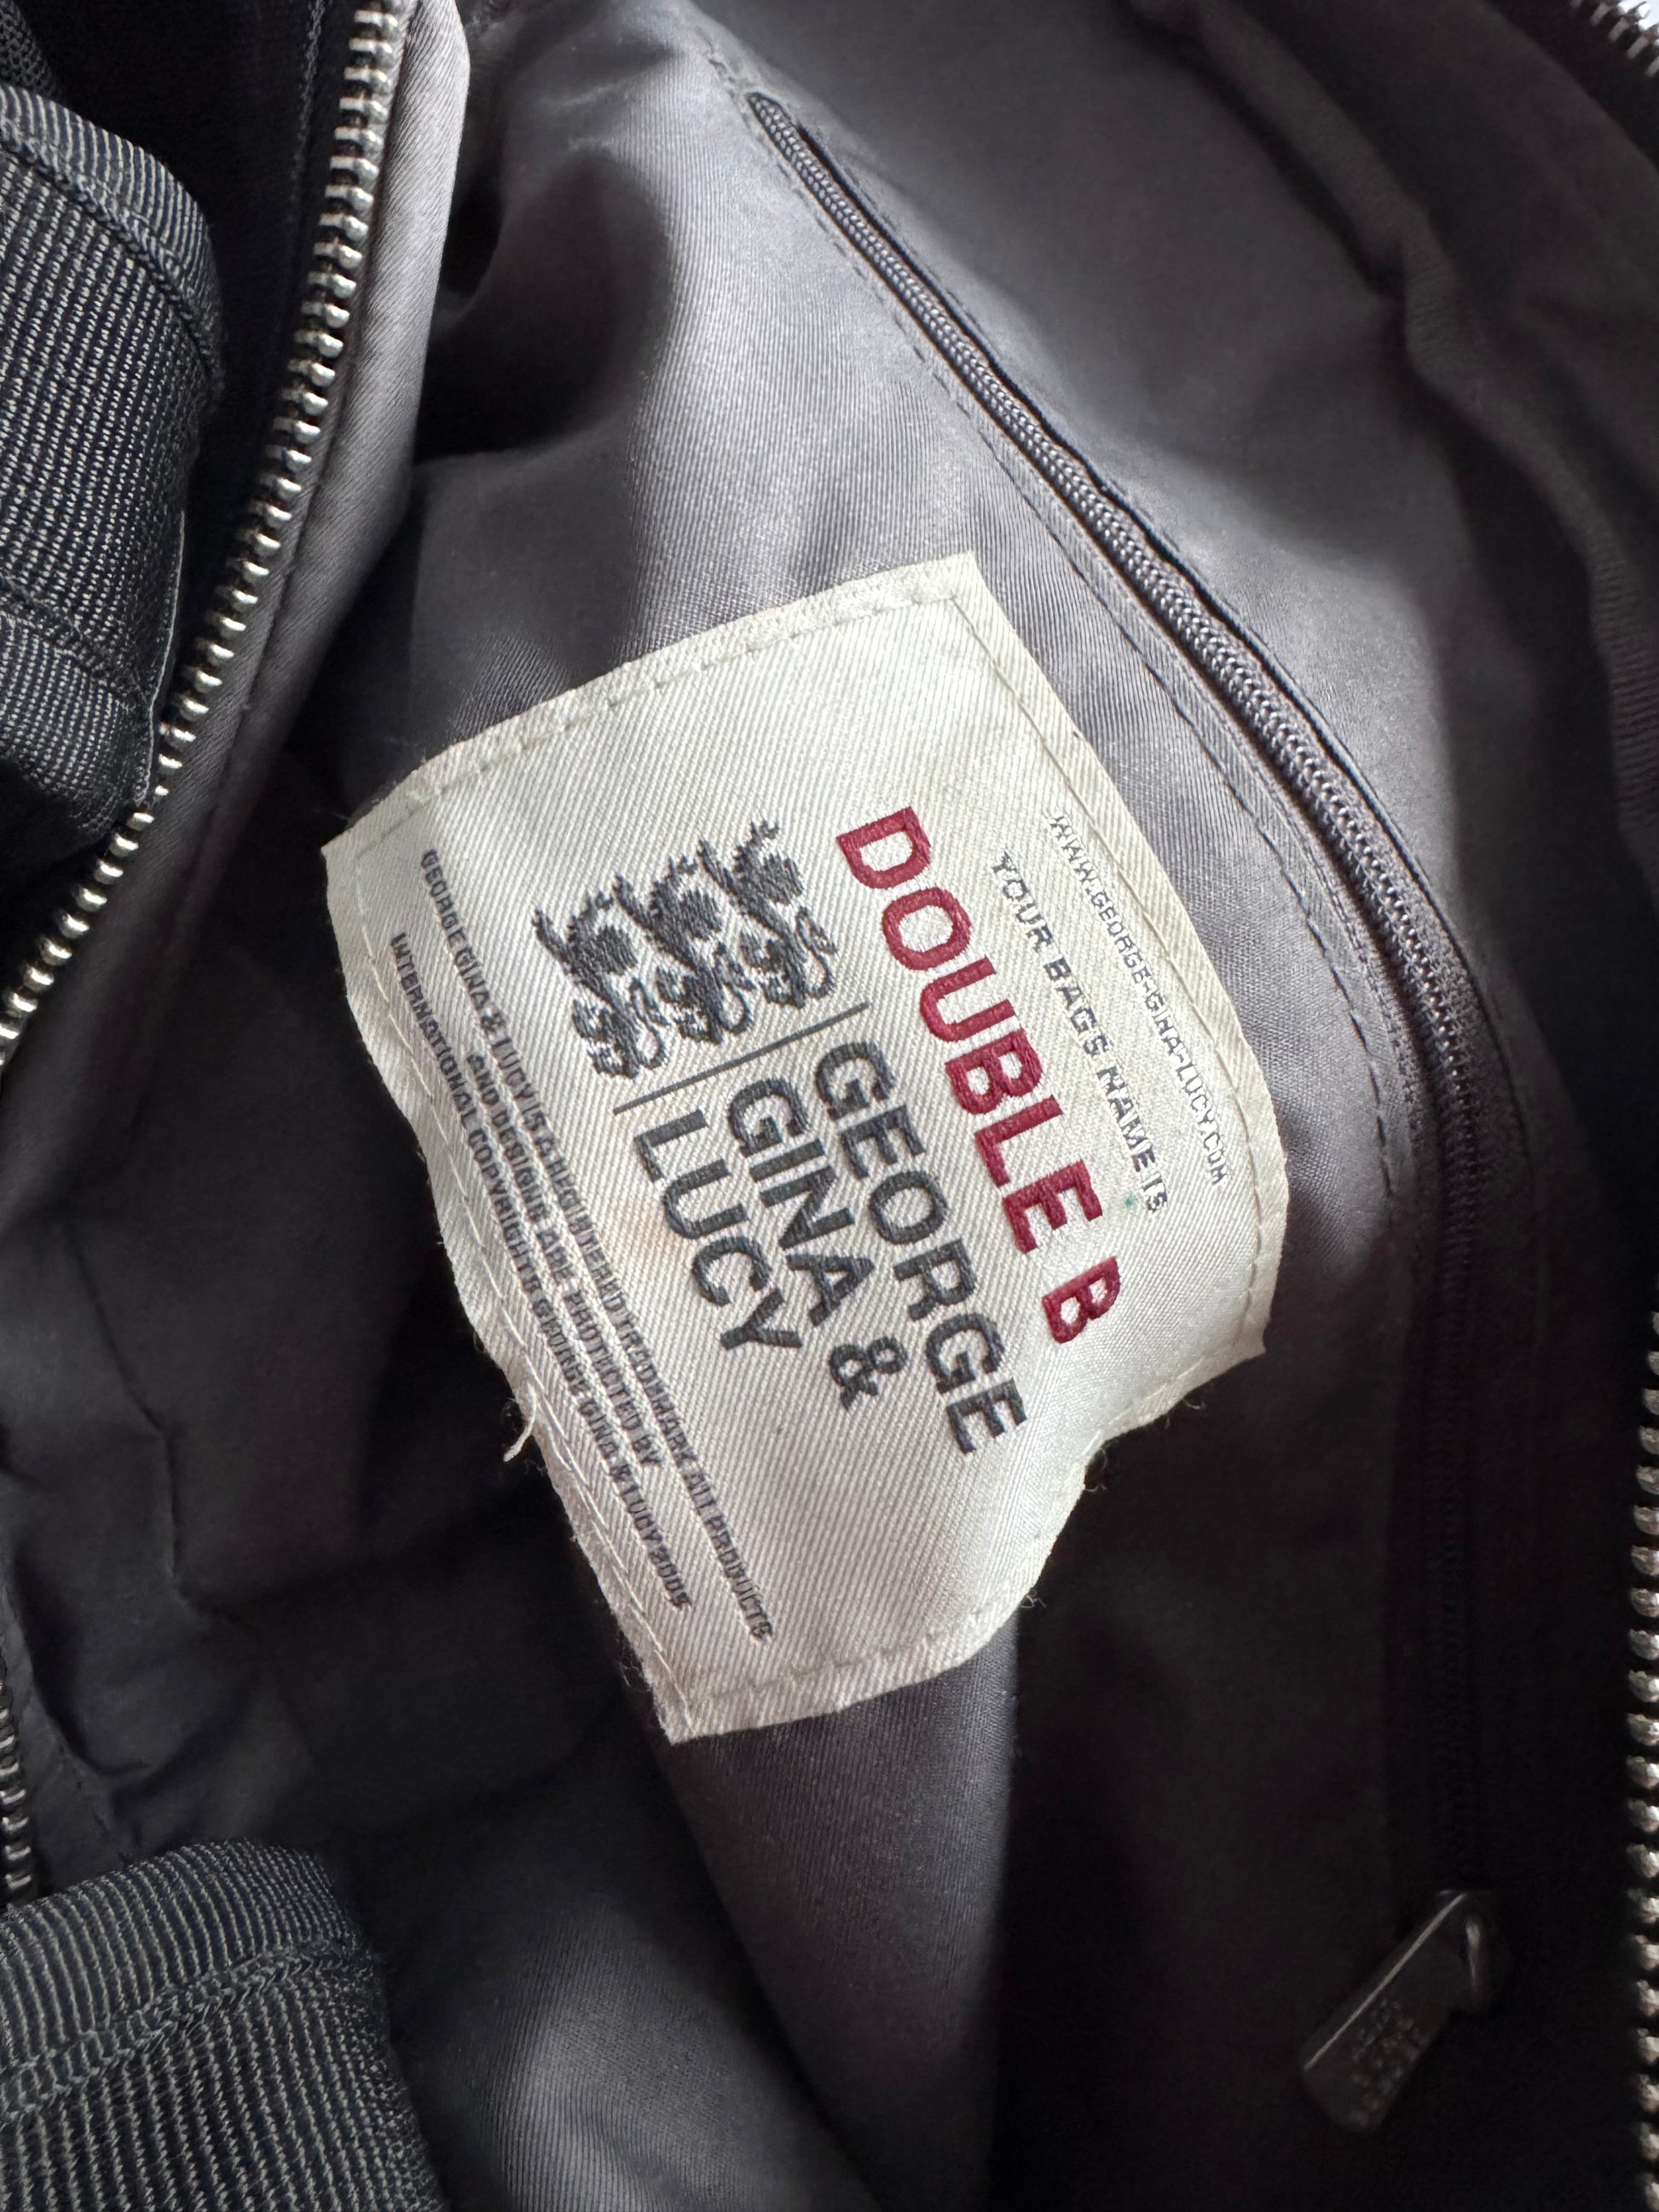 WWW.GEORGE-GINA-LUCY.COM
YOUR BAGS NAME IS
DOUBLE B
GEORGE
GINA &
LUCY
GEORGE GINA & LUCY IS A REGISTERED TRADMARK ALL PRODUCTS
AND DESIGNS ARE PROTECTED BY
INTERNATIONAL COPYRIGHTS GEORGE GINA & LUCY 2005